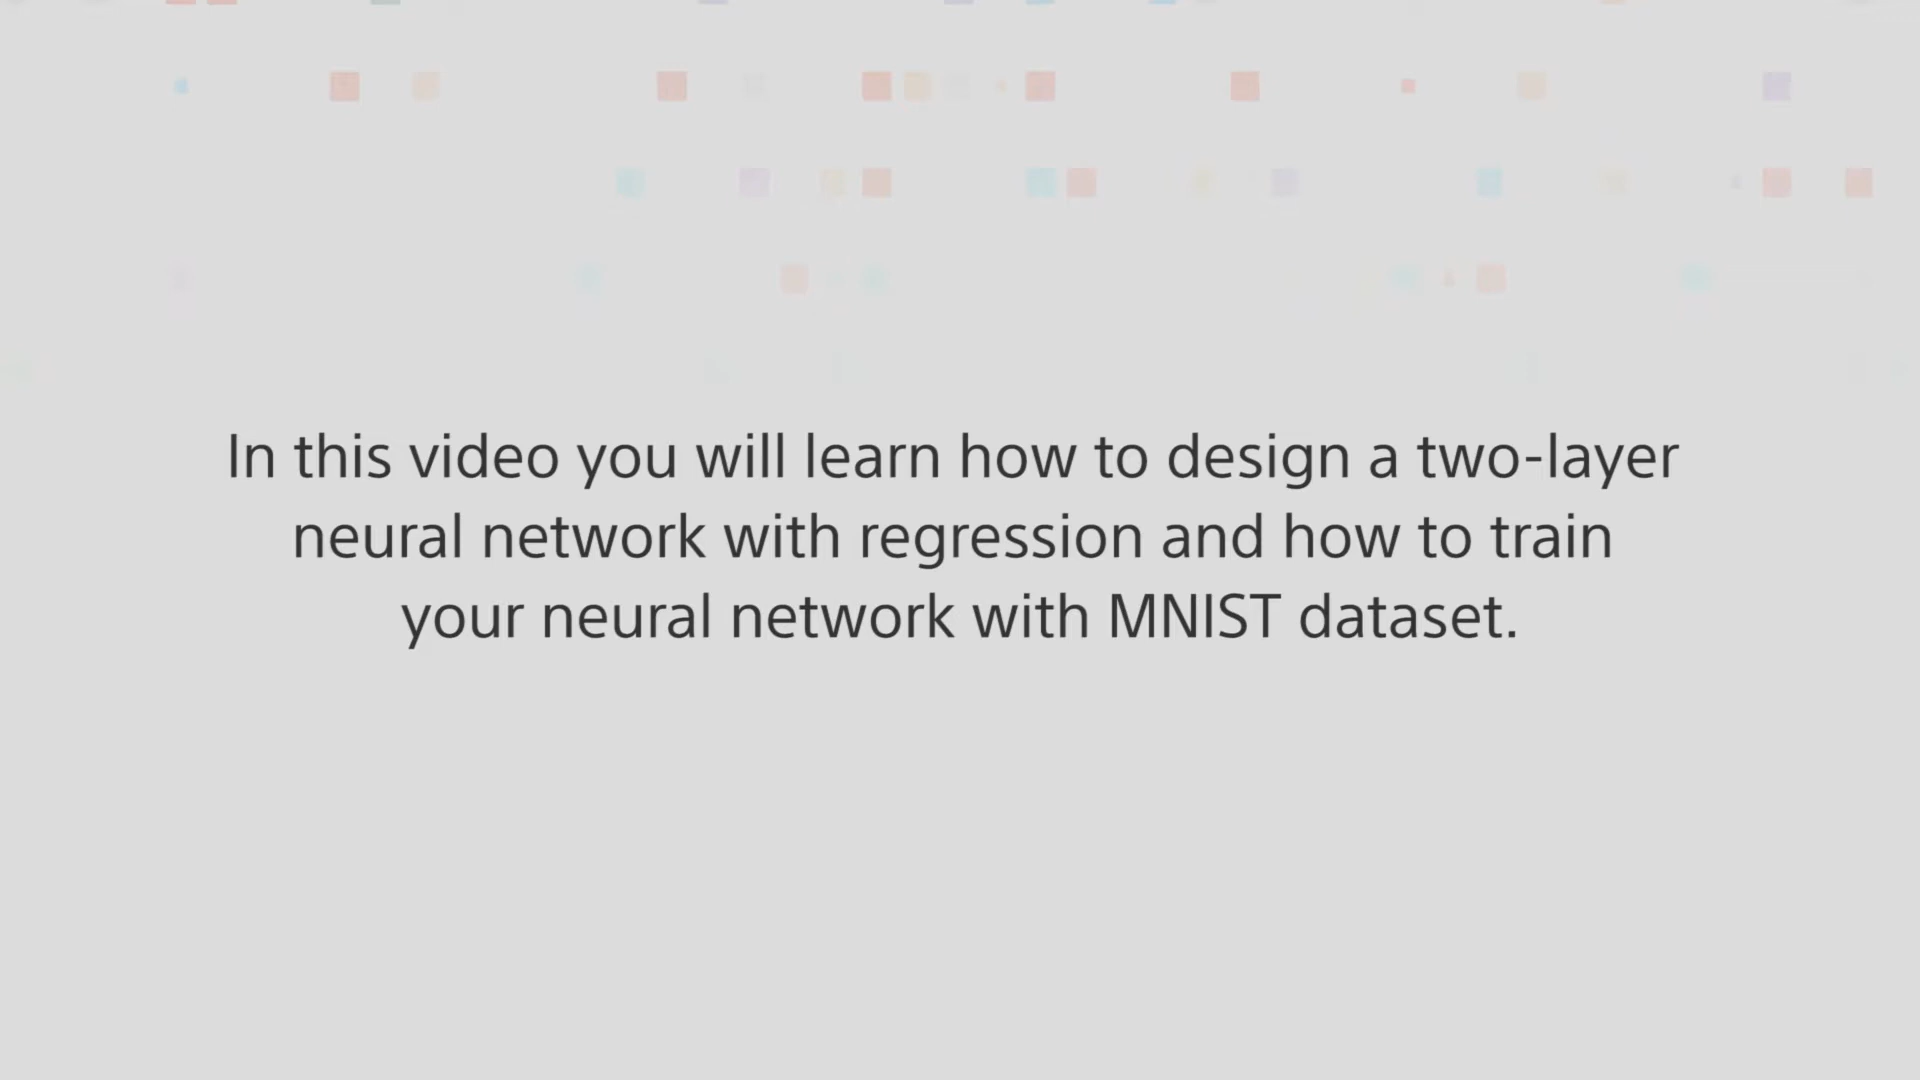 In this video you will learn how to design a two-layer
neural network with regression and how to train
your neural network with MNIST dataset.